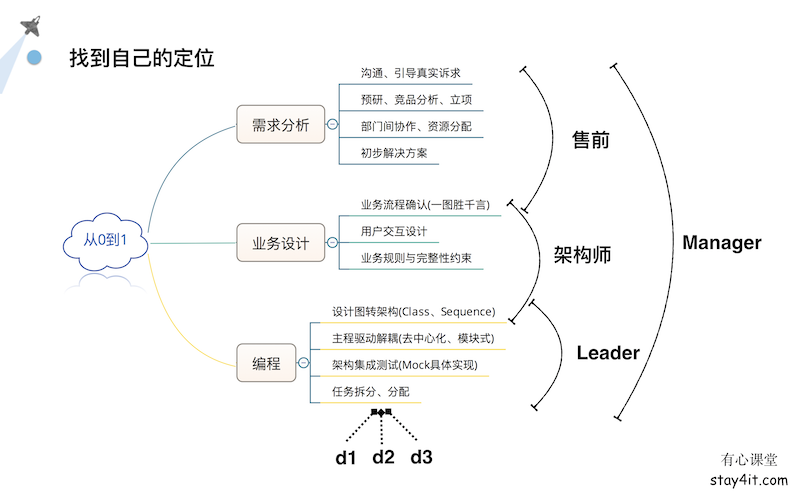 找到自己的定位
沟通、引导真实诉求
预研、竞品分析、立项
需求分析
部门间协作、资源分配
初步解决方案
售前
业务流程确认(一图胜千言)
从0到1
业务设计
用户交互设计
业务规则与完整性约束
架构师
Manager
设计图转架构(Class、Sequence)
主程驱动解耦(去中心化、模块式)
编程
架构集成测试(Mock具体实现)
任务拆分、分配
Leader
d1 d2 d3
有心课堂
stay4it.com